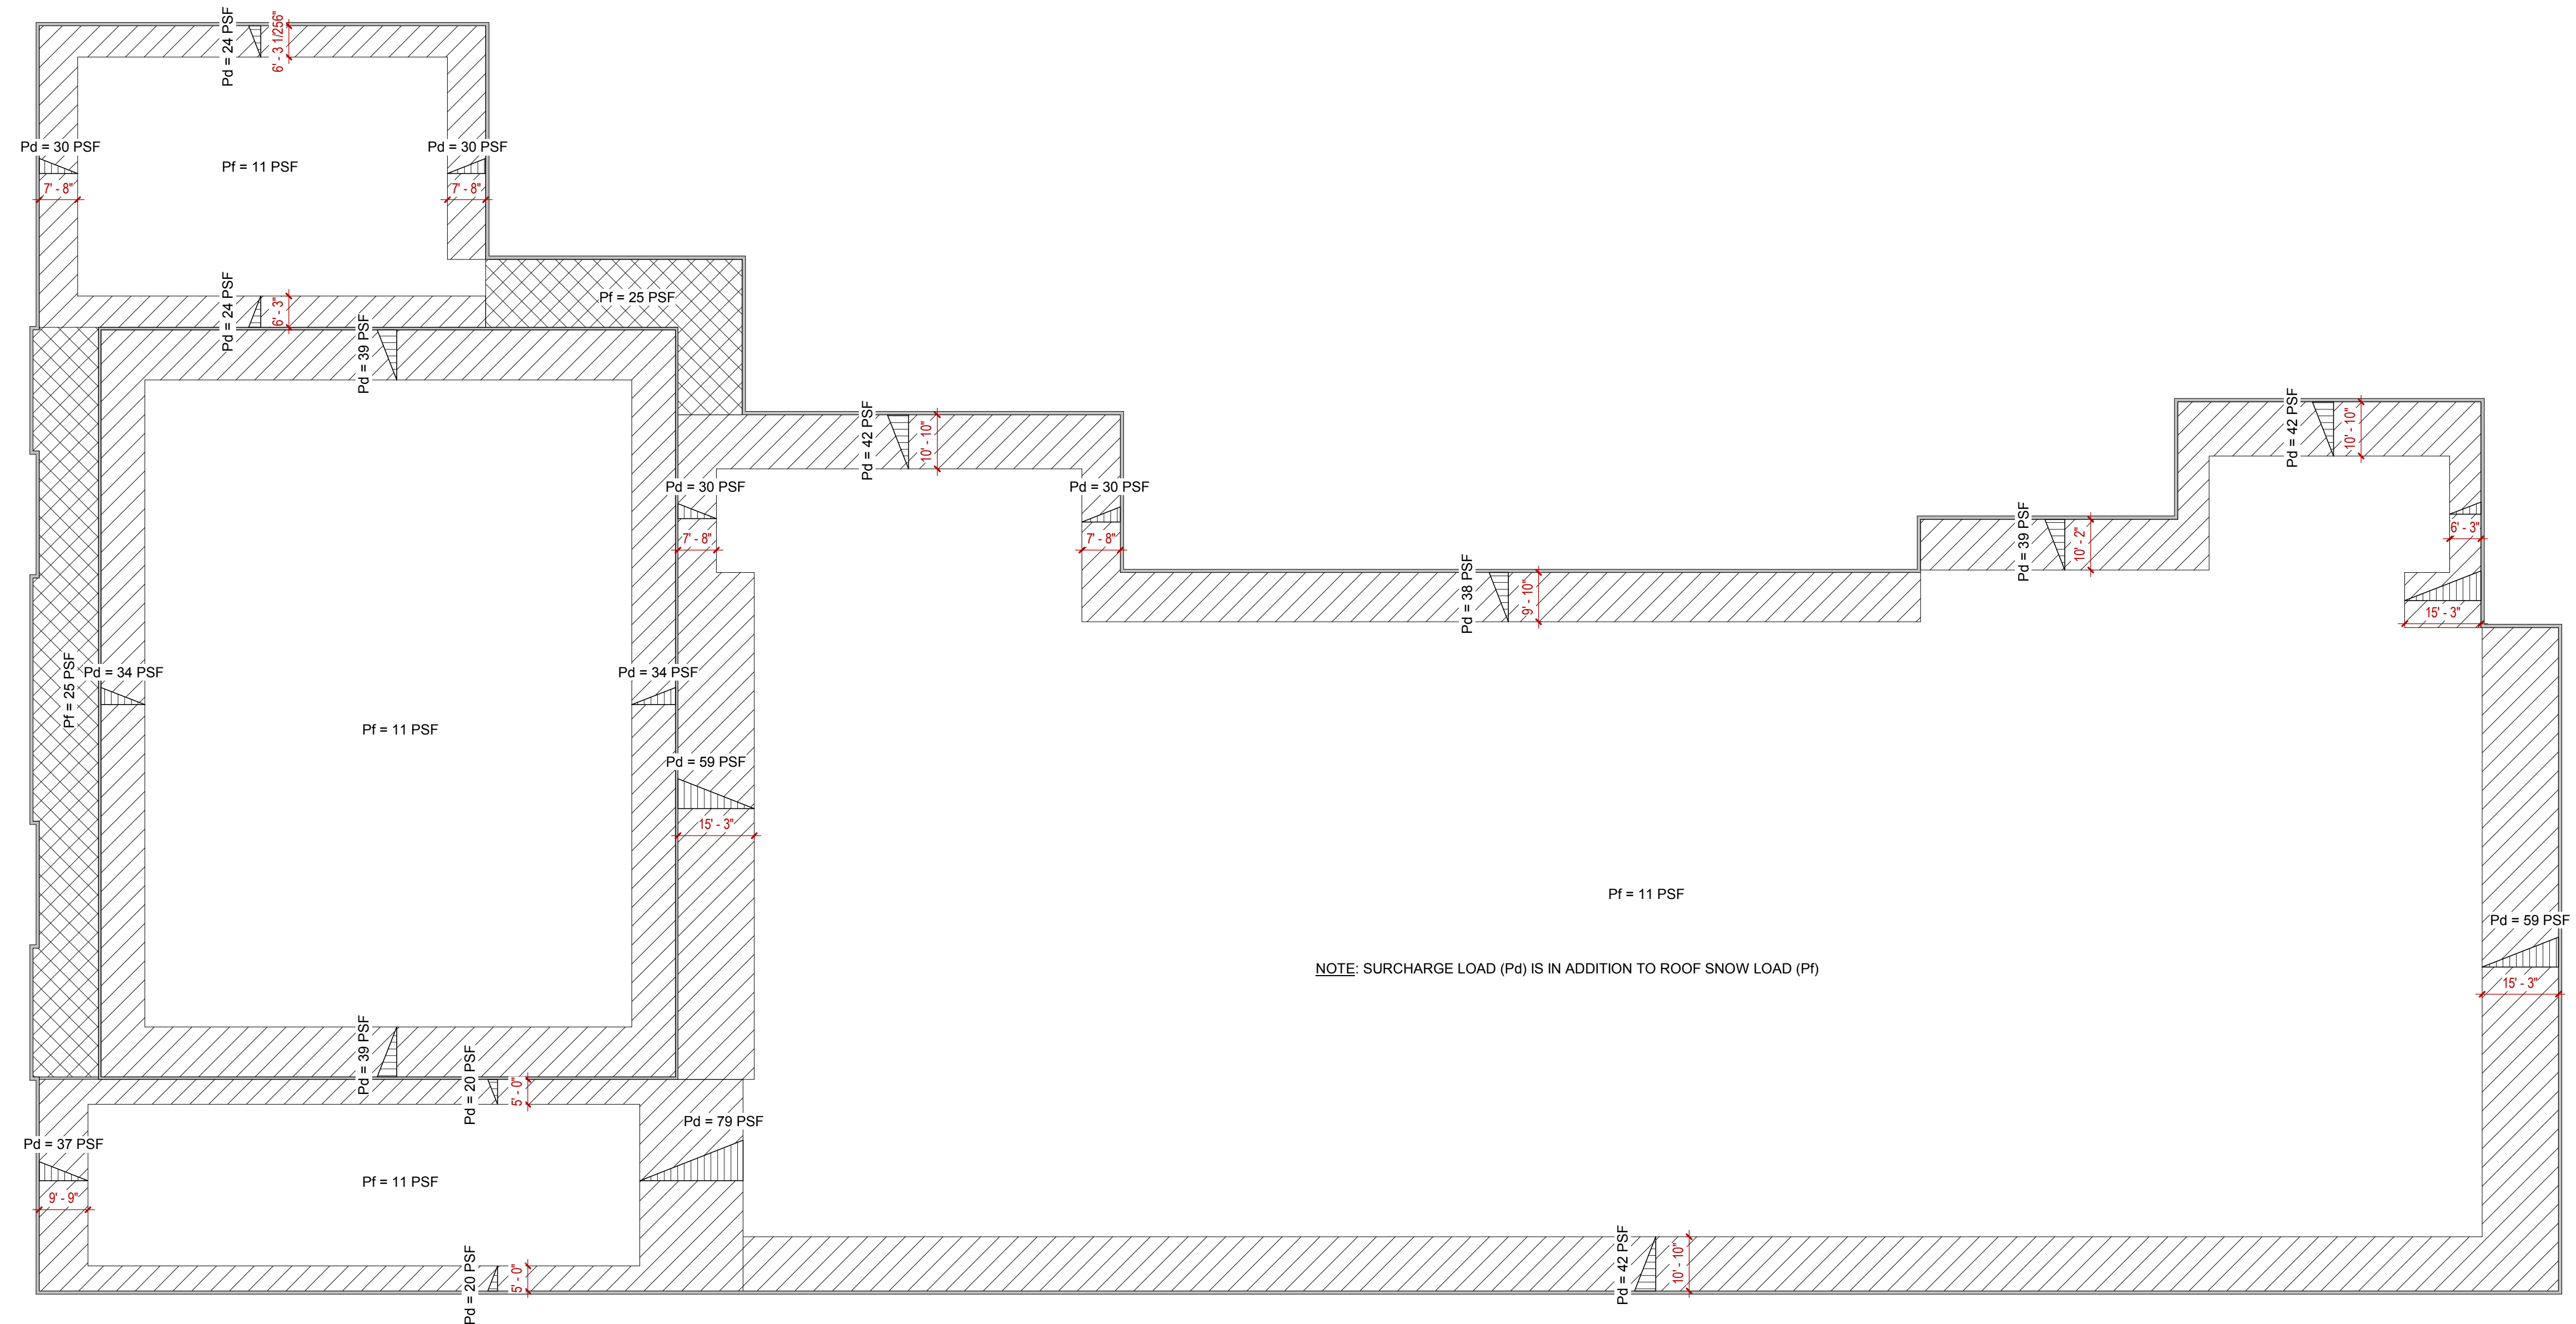 Pd = 24 PSF
6' - 3 1/256"
Pd = 30 PSF
Pd = 30 PSF
Pf = 11 PSF
7' - 8"
7' - 8"
Pd = 24 PSF
6' - 3"
Pf = 25 PSF
Pd = 39 PSF
Pd = 42 PSF
10' - 10"
Pd = 42 PSF
10' - 10"
Pd = 30 PSF
Pd = 30 PSF
7' - 8"
7' - 8"
Pd = 39 PSF
10' - 2"
6' - 3"
Pd = 38 PSF
9' - 10"
15' - 3"
Pf = 25 PSF
Pd = 34 PSF
Pd = 34 PSF
Pf = 11 PSF
Pd = 59 PSF
15' - 3"
Pf = 11 PSF
Pd = 59 PSF
NOTE: SURCHARGE LOAD (Pd) IS IN ADDITION TO ROOF SNOW LOAD (Pf)
15' - 3"
Pd = 39 PSF
Pd = 20 PSF
5' - 0"
Pd = 79 PSF
Pd = 37 PSF
Pf = 11 PSF
9' - 9"
Pd = 20 PSF
5' - 0"
Pd = 42 PSF
10' - 10"